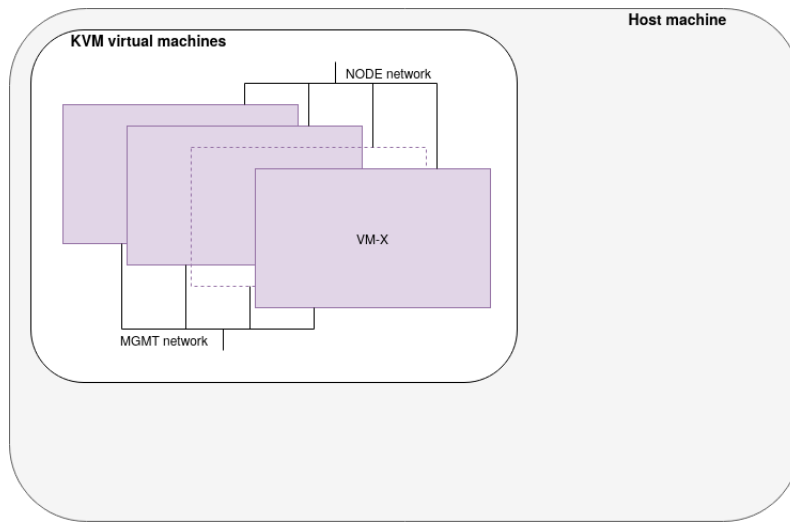 Host machine
KVM virtual machines
NODE network
VM-X
MGMT network